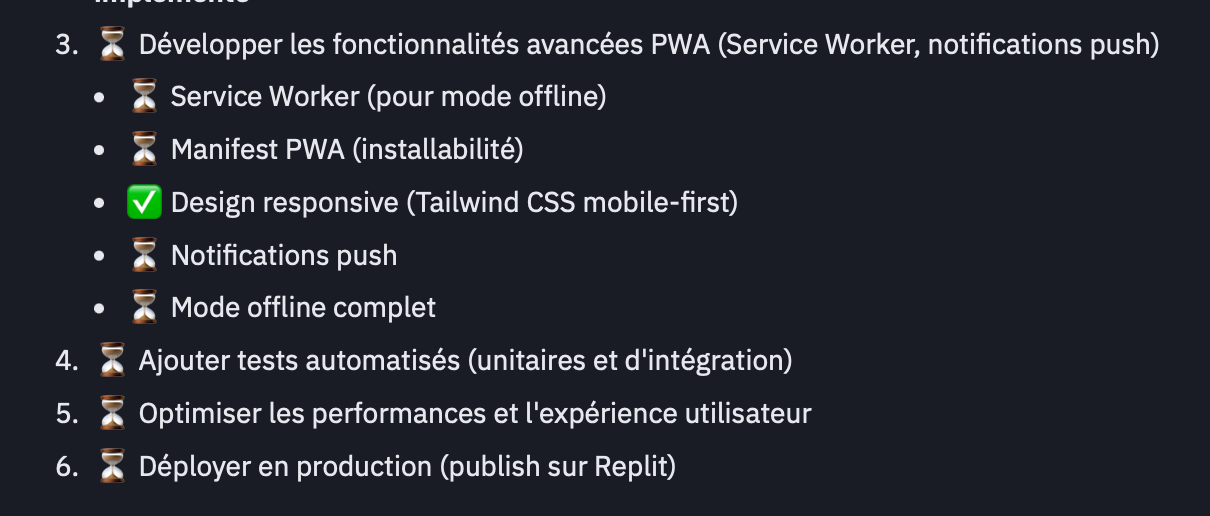 implémenté
3. ⏳ Développer les fonctionnalités avancées PWA (Service Worker, notifications push)
• ⏳ Service Worker (pour mode offline)
• ⏳ Manifest PWA (installabilité)
• ✅ Design responsive (Tailwind CSS mobile-first)
• ⏳ Notifications push
• ⏳ Mode offline complet
4. ⏳ Ajouter tests automatisés (unitaires et d'intégration)
5. ⏳ Optimiser les performances et l'expérience utilisateur
6. ⏳ Déployer en production (publish sur Replit)